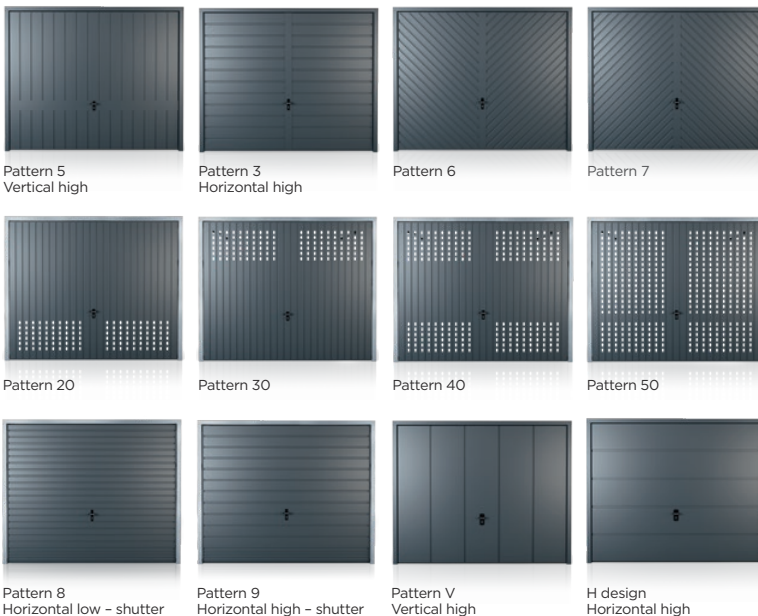 Pattern 5
Vertical high
Pattern 3
Horizontal high
Pattern 6
Pattern 7
Pattern 20
Pattern 30
Pattern 40
Pattern 50
Pattern 8
Horizontal low – shutter
Pattern 9
Horizontal high – shutter
Pattern V
Vertical high
H design
Horizontal high